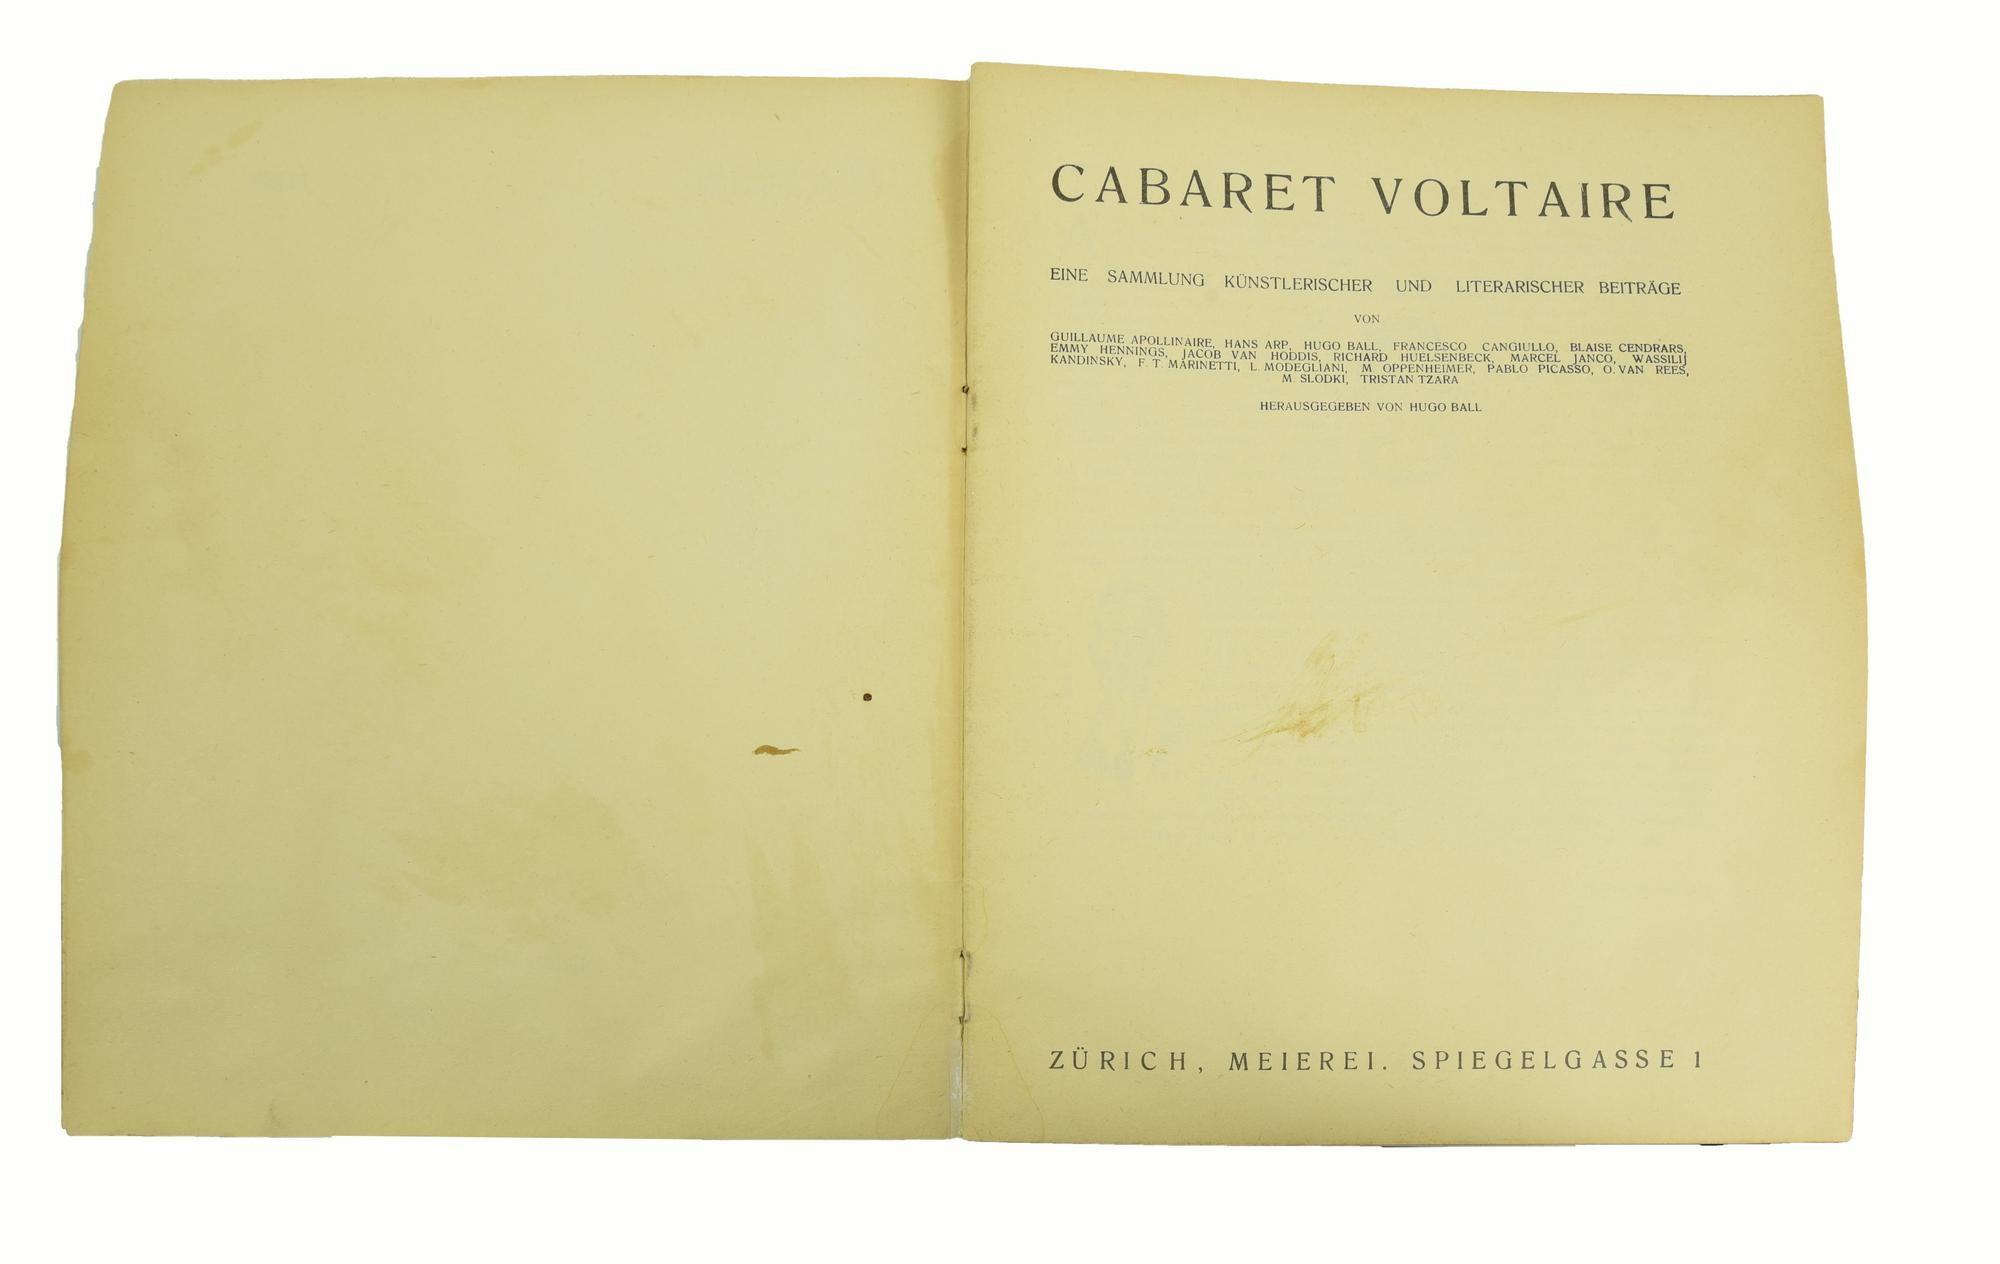 CABARET VOLTAIRE
EINE SAMMLUNG KÜNSTLERISCHER UND LITERARISCHER BEITRÄGE
VON
GUILLAUME APOLLINAIRE, HANS ARP, HUGO BALL, FRANCESCO CANGIULLO, BLAISE CENDRARS,
EMMY HENNINGS, JACOB VAN HODDIS, RICHARD HUELSENBECK, MARCEL JANCO, WASSILIJ
KANDINSKY, F. T. MARINETTI, L. MODEGLIANI, M. OPPENHEIMER, PABLO PICASSO, O. VAN REES,
M. SLODKI, TRISTAN TZARA
HERAUSGEGEBEN VON HUGO BALL
ZÜRICH, MEIEREI. SPIEGELGASSE 1